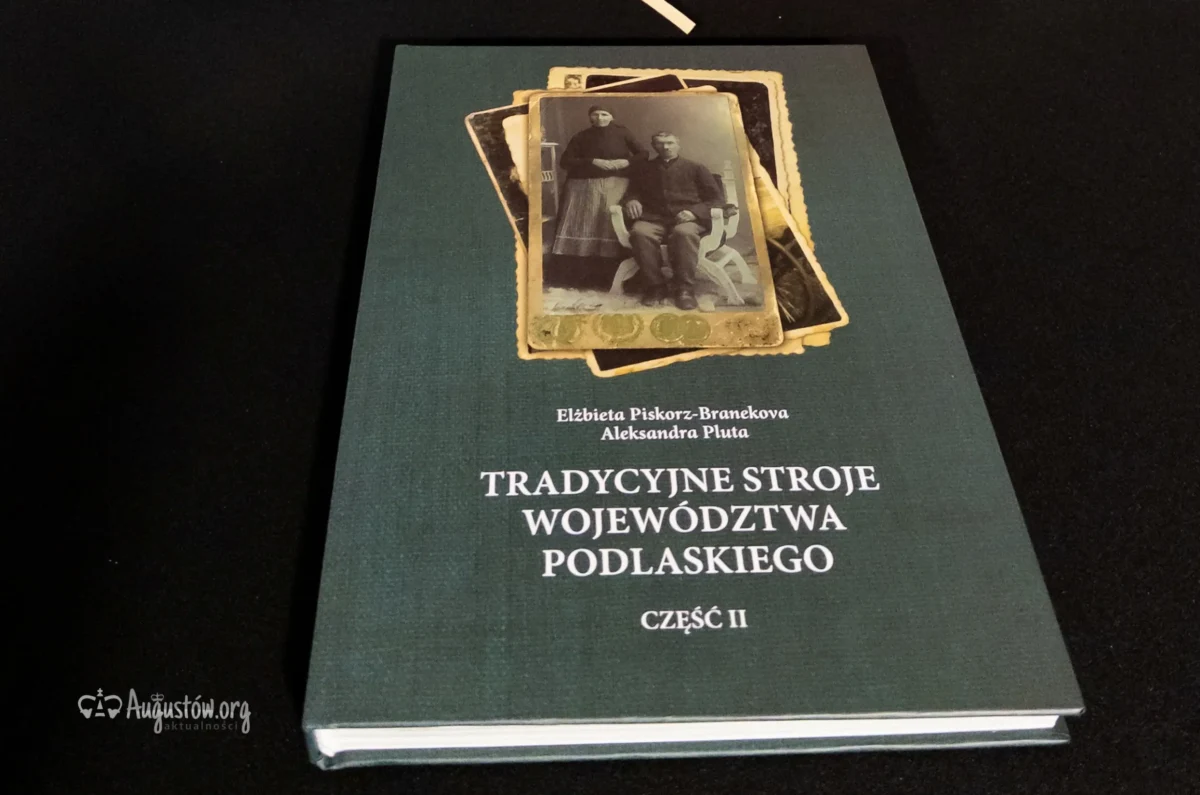 Elżbieta Piskorz-Branekova
Aleksandra Pluta
TRADYCYJNE STROJE
WOJEWÓDZTWA
PODLASKIEGO
CZĘŚĆ II
Augustów.org
aktualności